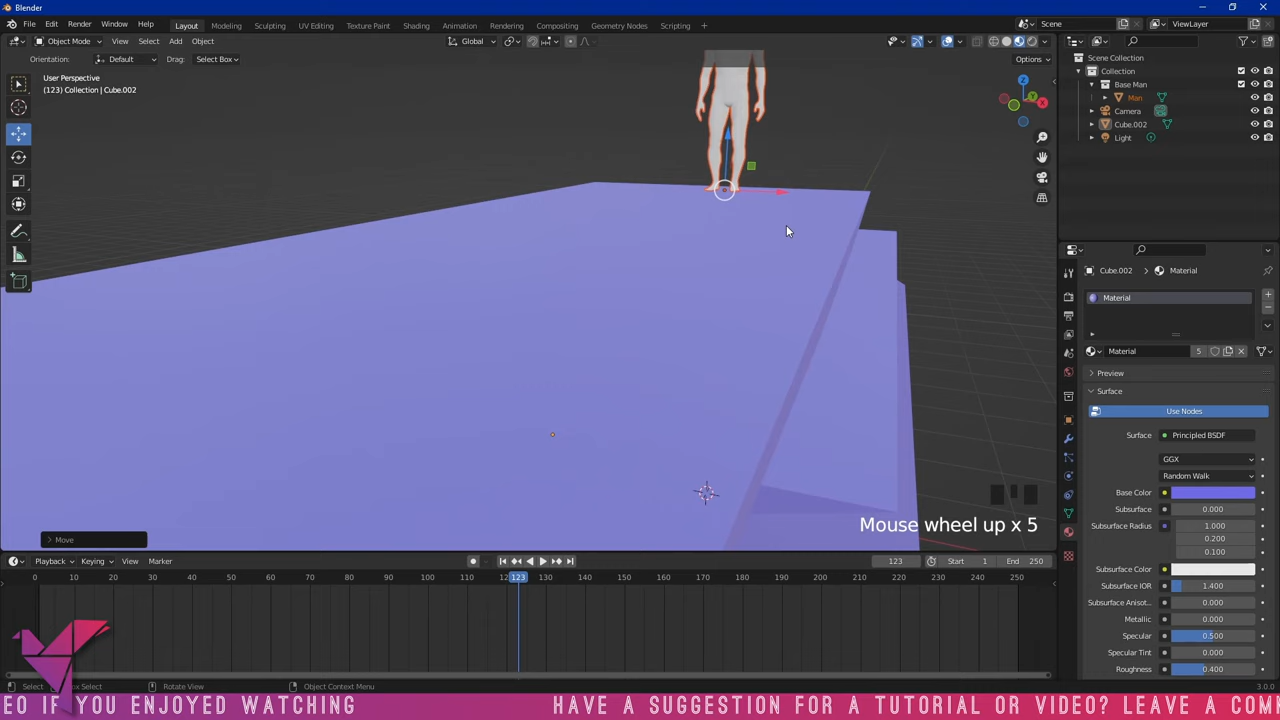 Blender
File Edit Render Window Help Layout Modeling Sculpting UV Editing Texture Paint Shading Animation Rendering Compositing Geometry Nodes Scripting + Scene ViewLayer
Object Mode View Select Add Object Global
Orientation: Default Drag: Select Box Options
User Perspective
(123) Collection | Cube.002
Z
Y
X
Scene Collection
Collection
Base Man
Man
Camera
Cube.002
Light
Cube.002 > Material
Material
Material 5
Preview
Surface
Use Nodes
Surface Principled BSDF
GGX
Random Walk
Base Color
Subsurface 0.000
Subsurface Radius 1.000
0.200
0.100
Subsurface Color
Subsurface IOR 1.400
Subsurface Anisot... 0.000
Metallic 0.000
Specular 0.500
Specular Tint 0.000
Roughness 0.400
Mouse wheel up x 5
Move
Playback Keying View Marker 123 Start 1 End 250
0 10 20 30 40 50 60 70 80 90 100 110 12 123 130 140 150 160 170 180 190 200 210 220 230 240 250
Select Box Select Rotate View Object Context Menu 3.0.0
EO IF YOU ENJOYED WATCHING HAVE A SUGGESTION FOR A TUTORIAL OR VIDEO? LEAVE A COM